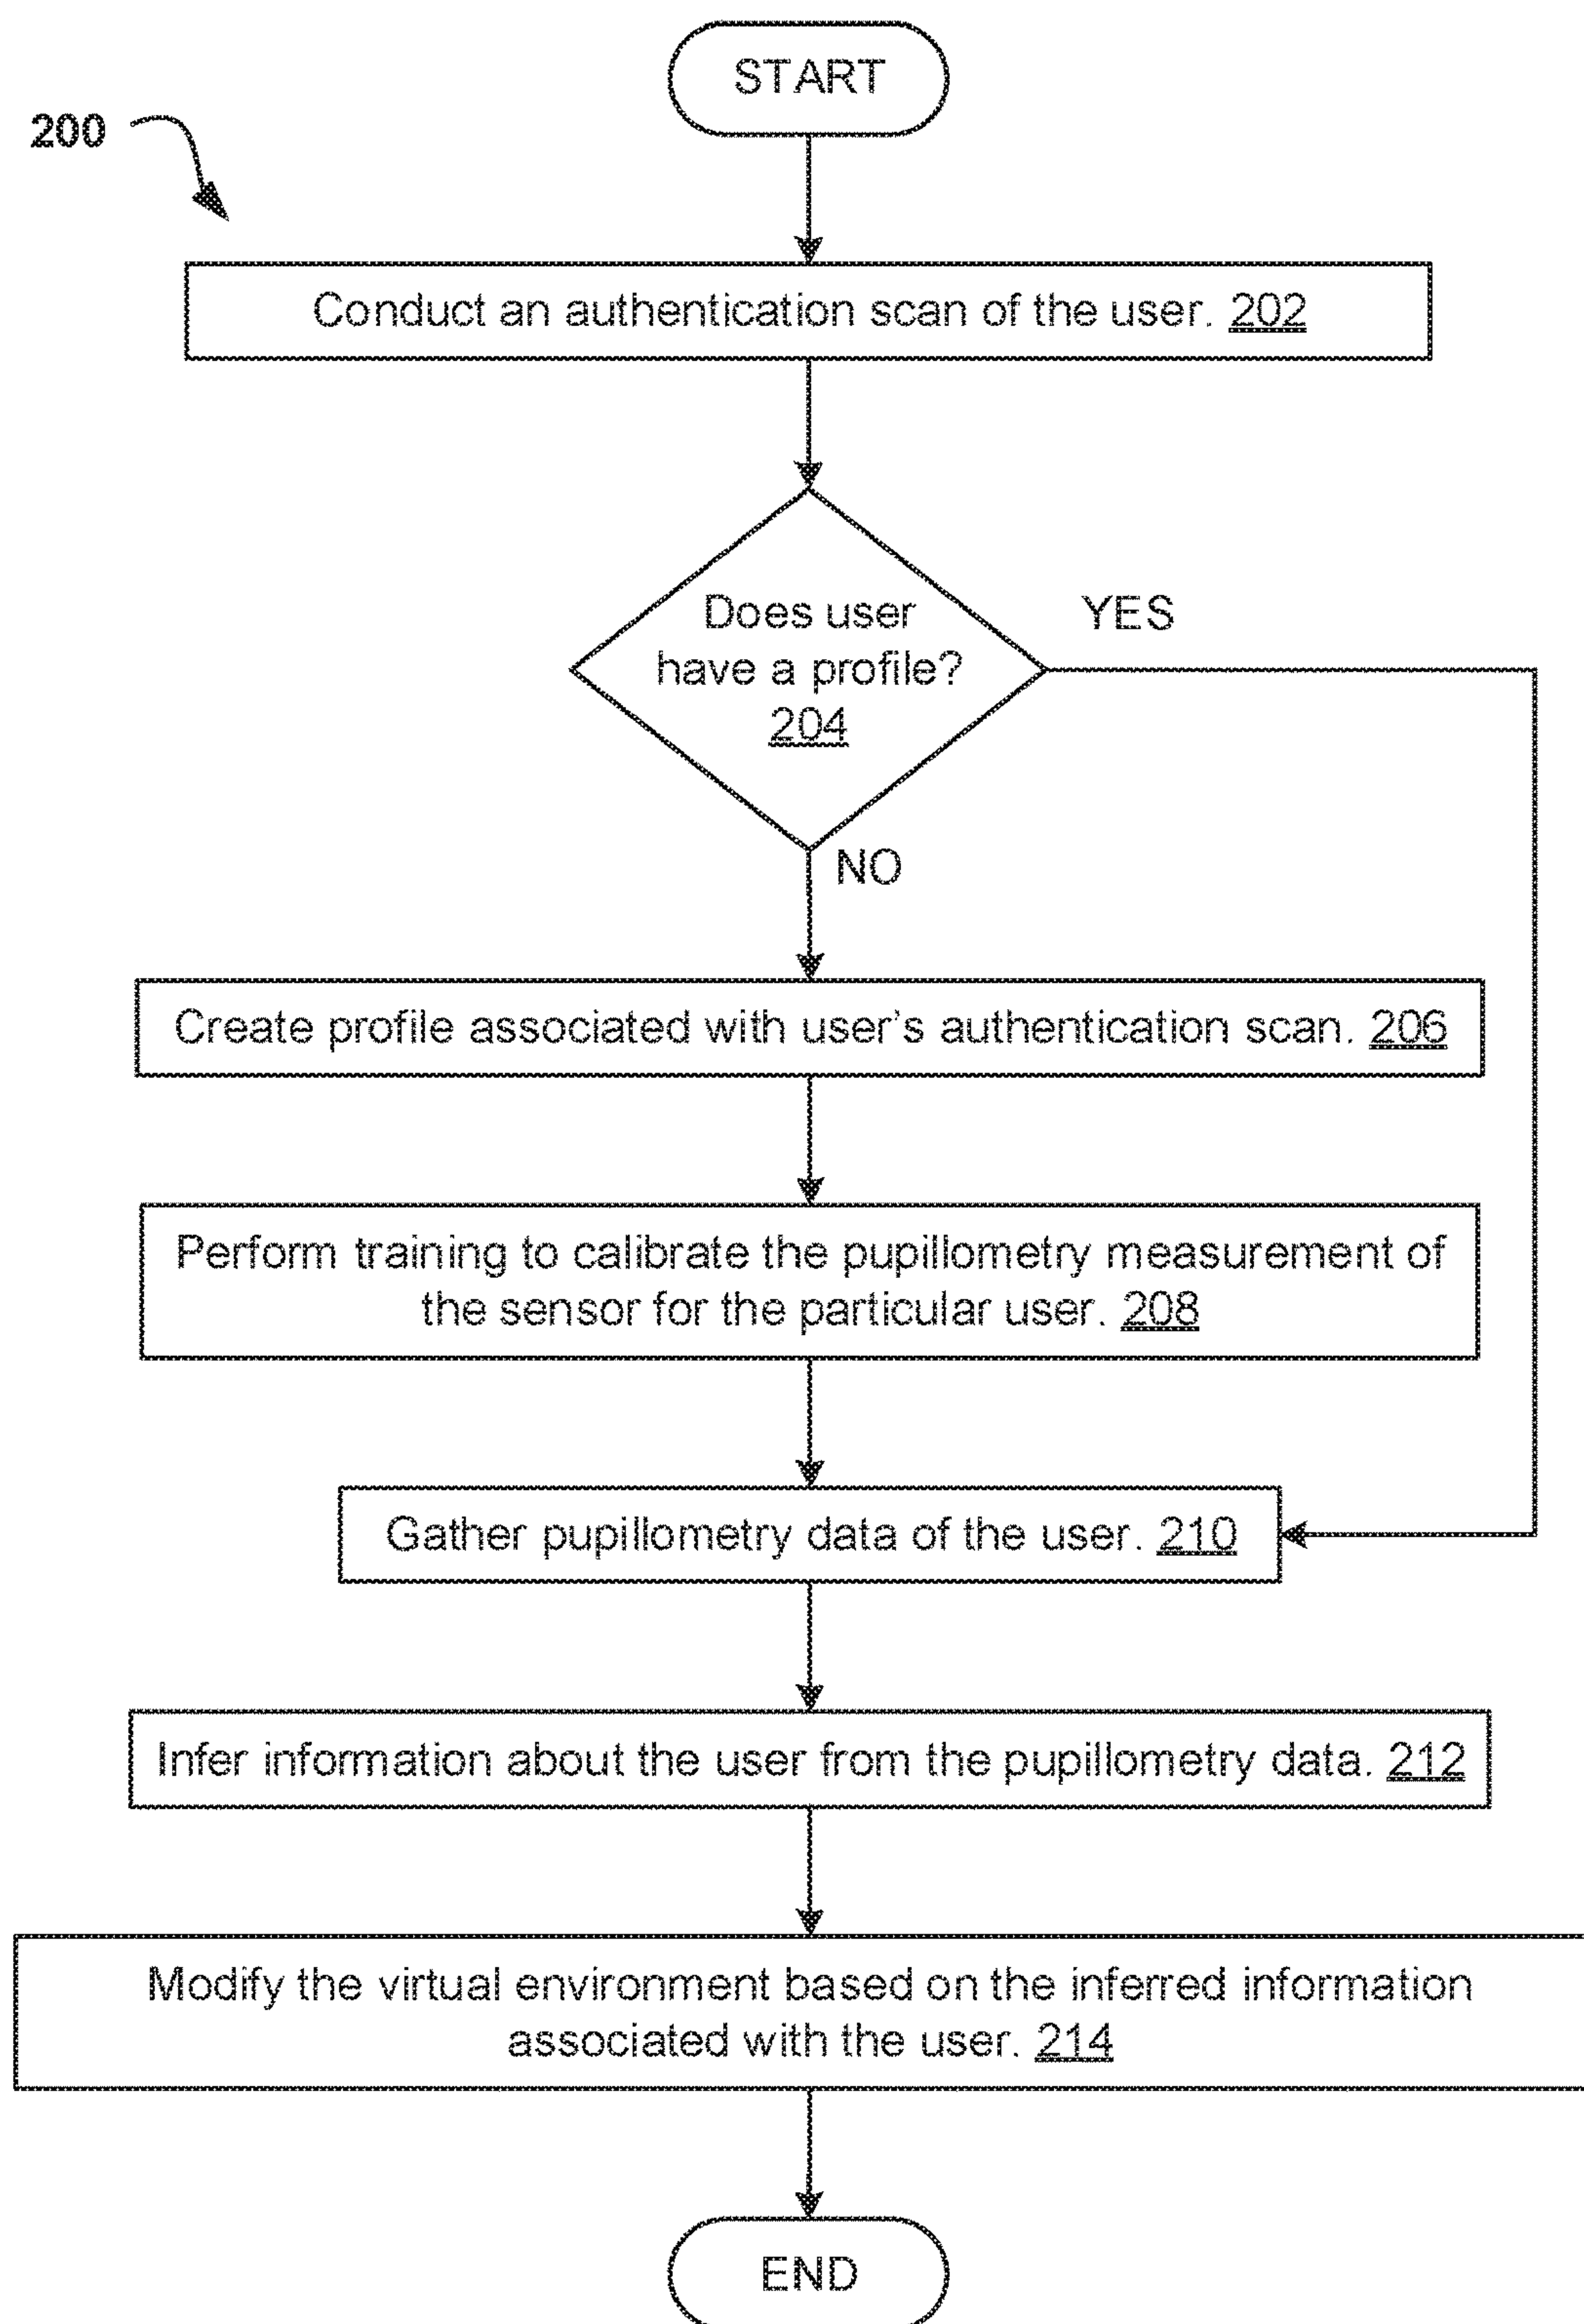 START
200
Conduct an authentication scan of the user. 202
Does user
have a profile?
204
YES
NO
Create profile associated with user's authentication scan. 206
Perform training to calibrate the pupillometry measurement of
the sensor for the particular user. 208
Gather pupillometry data of the user. 210
Infer information about the user from the pupillometry data. 212
Modify the virtual environment based on the inferred information
associated with the user. 214
END